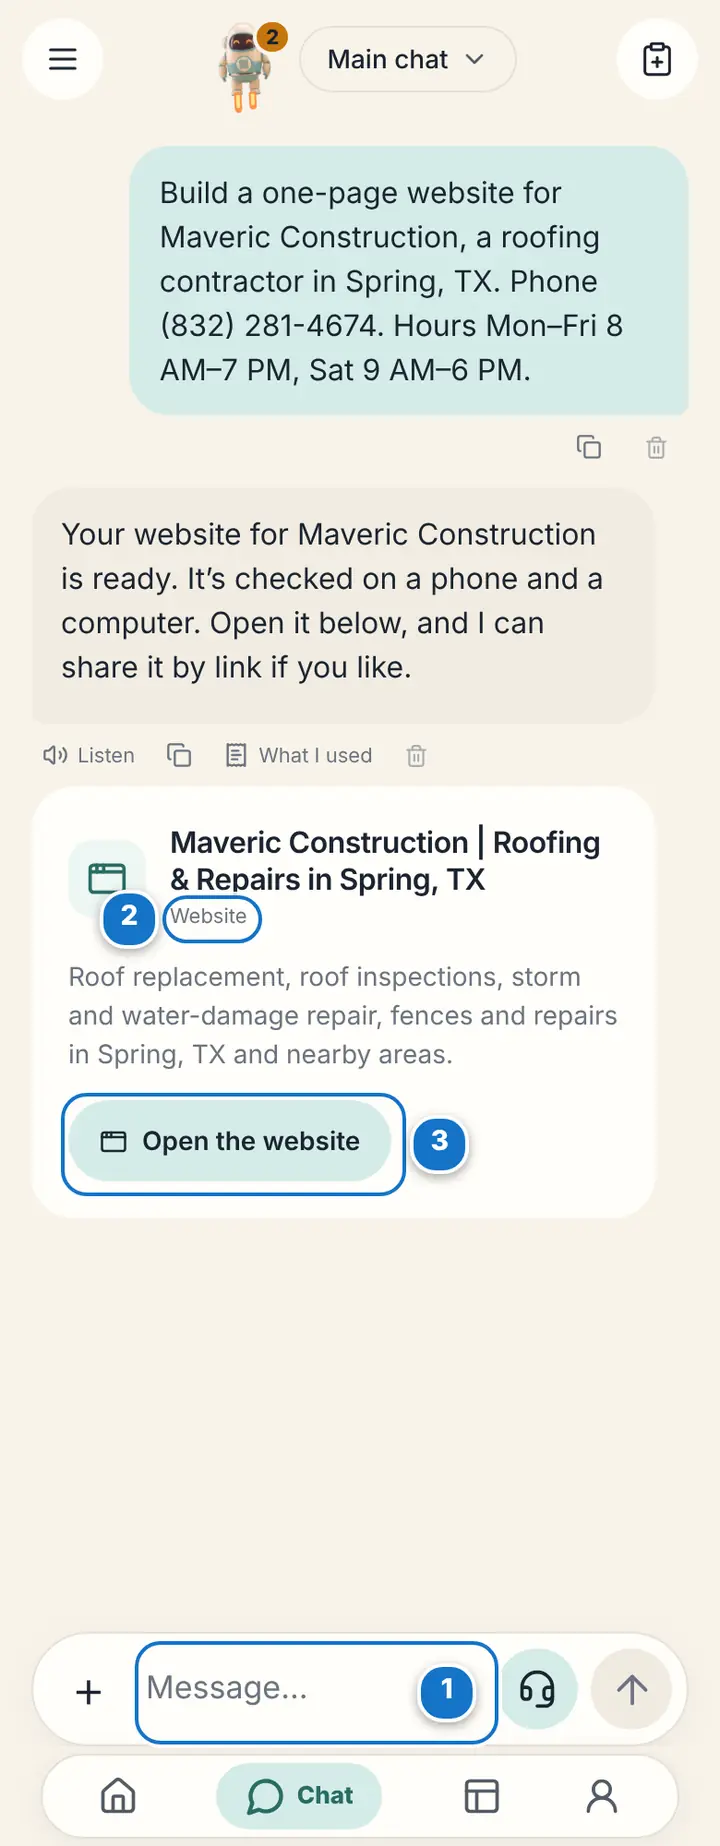 2
Main chat
Build a one-page website for
Maveric Construction, a roofing
contractor in Spring, TX. Phone
(832) 281-4674. Hours Mon–Fri 8
AM–7 PM, Sat 9 AM–6 PM.
Your website for Maveric Construction
is ready. It’s checked on a phone and a
computer. Open it below, and I can
share it by link if you like.
Listen
What I used
Maveric Construction | Roofing
& Repairs in Spring, TX
2
Website
Roof replacement, roof inspections, storm
and water-damage repair, fences and repairs
in Spring, TX and nearby areas.
Open the website
3
Message...
1
Chat